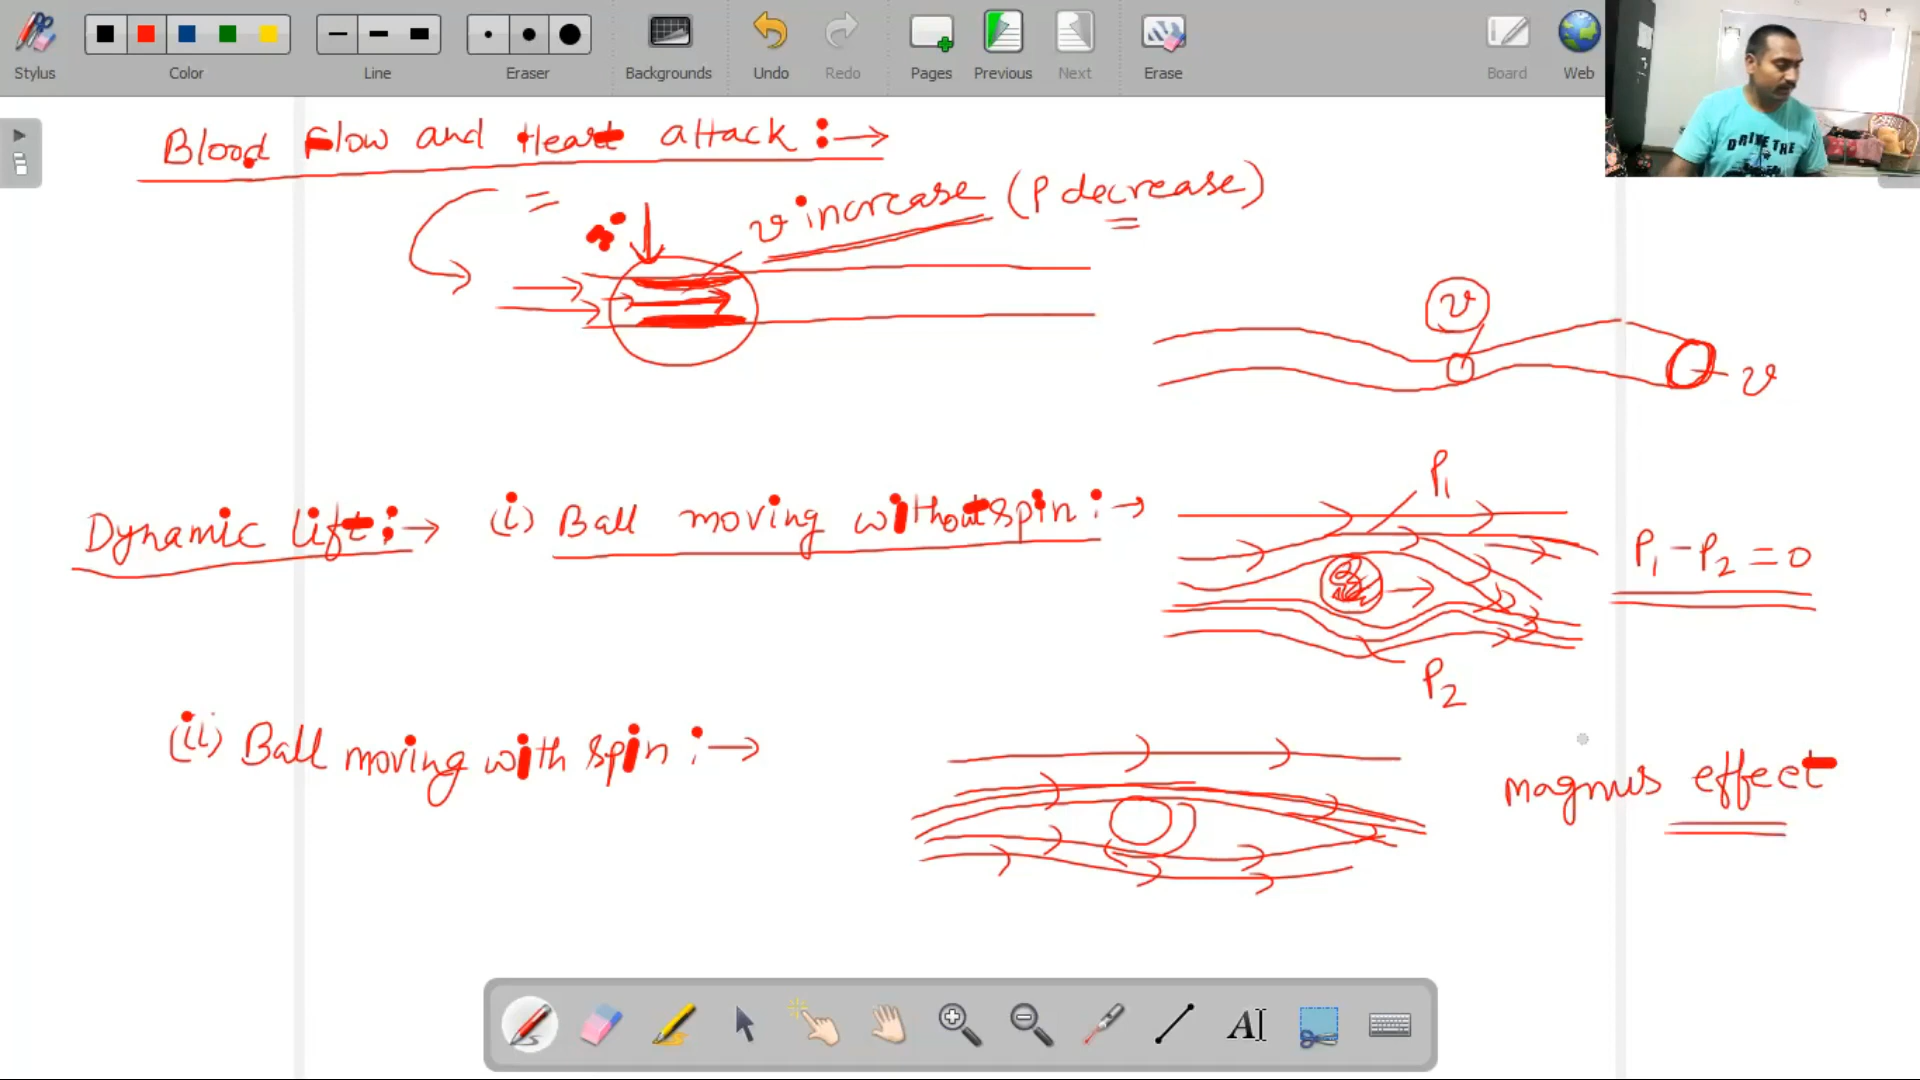 Stylus
Color
Line
Eraser
Backgrounds
Undo
Redo
Pages
Previous
Next
Erase
Board
Web
DRIVE THE
Blood Flow and Heart attack :→
v increase (P decrease)
v
v
Dynamic lift :→ (i) Ball moving without spin :→
P1
P1 - P2 = 0
P2
(ii) Ball moving with spin :→
magnus effect